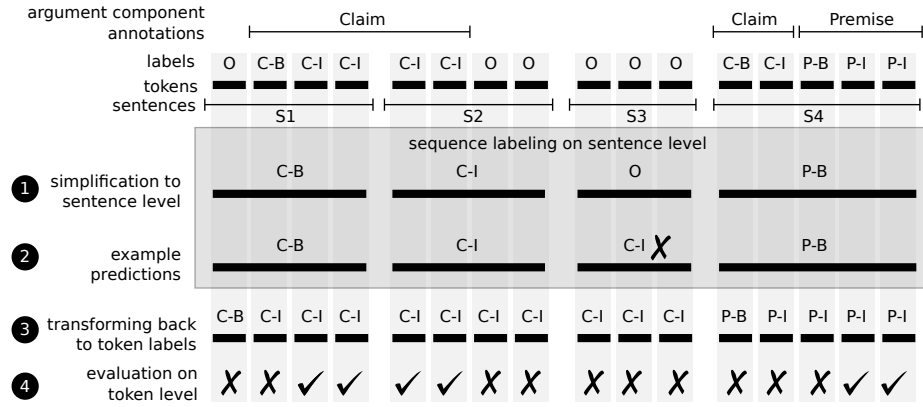 argument component annotations
Claim
Claim
Premise
labels O C-B C-I C-I C-I C-I O O O O O C-B C-I P-B P-I P-I
tokens
sentences
S1 S2 S3 S4
sequence labeling on sentence level
1 simplification to sentence level C-B C-I O P-B
2 example predictions C-B C-I C-I ✗ P-B
3 transforming back to token labels C-B C-I C-I C-I C-I C-I C-I C-I C-I C-I C-I P-B P-I P-I P-I P-I
4 evaluation on token level ✗ ✗ ✓ ✓ ✓ ✓ ✗ ✗ ✗ ✗ ✗ ✗ ✗ ✗ ✓ ✓